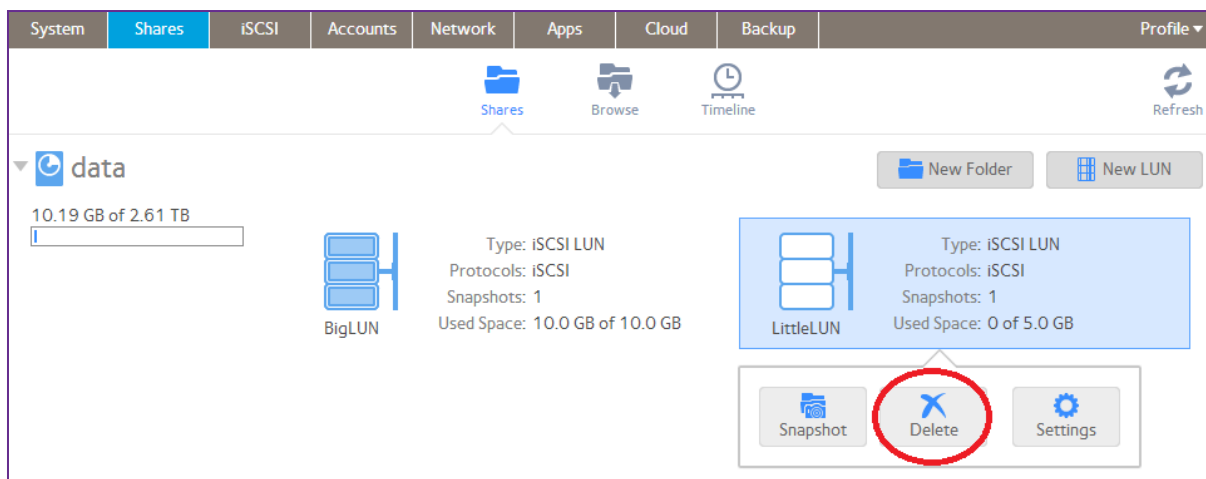 System Shares iSCSI Accounts Network Apps Cloud Backup Profile
Shares Browse Timeline Refresh
data New Folder New LUN
10.19 GB of 2.61 TB
Type: iSCSI LUN
Protocols: iSCSI
Snapshots: 1
Used Space: 10.0 GB of 10.0 GB
BigLUN
Type: iSCSI LUN
Protocols: iSCSI
Snapshots: 1
Used Space: 0 of 5.0 GB
LittleLUN
Snapshot Delete Settings